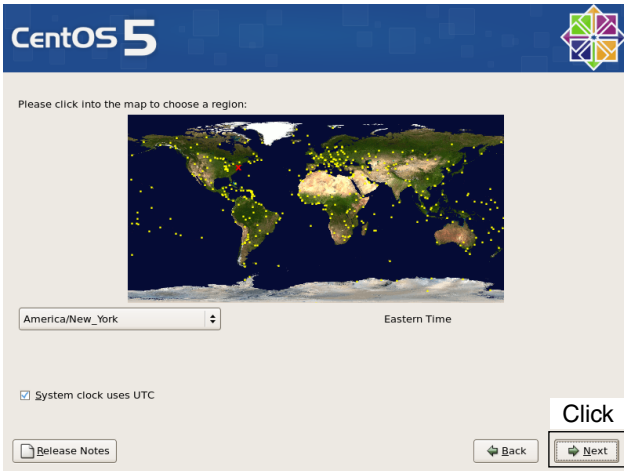 CentOS 5
Please click into the map to choose a region:
America/New_York
Eastern Time
System clock uses UTC
Click
Release Notes
Back
Next